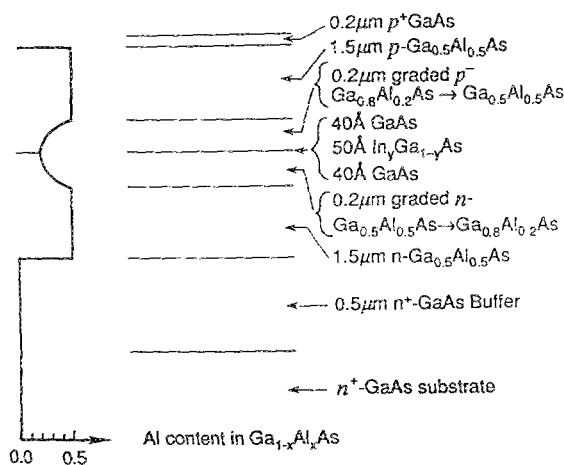 0.2μm p⁺GaAs
1.5μm p-Ga₀.₅Al₀.₅As
0.2μm graded p⁻
Ga₀.₈Al₀.₂As → Ga₀.₅Al₀.₅As
40Å GaAs
50Å InyGa₁₋yAs
40Å GaAs
0.2μm graded n-
Ga₀.₅Al₀.₅As→Ga₀.₈Al₀.₂As
1.5μm n-Ga₀.₅Al₀.₅As
0.5μm n⁺-GaAs Buffer
n⁺-GaAs substrate
0.0 0.5 Al content in Ga₁₋ₓAlₓAs